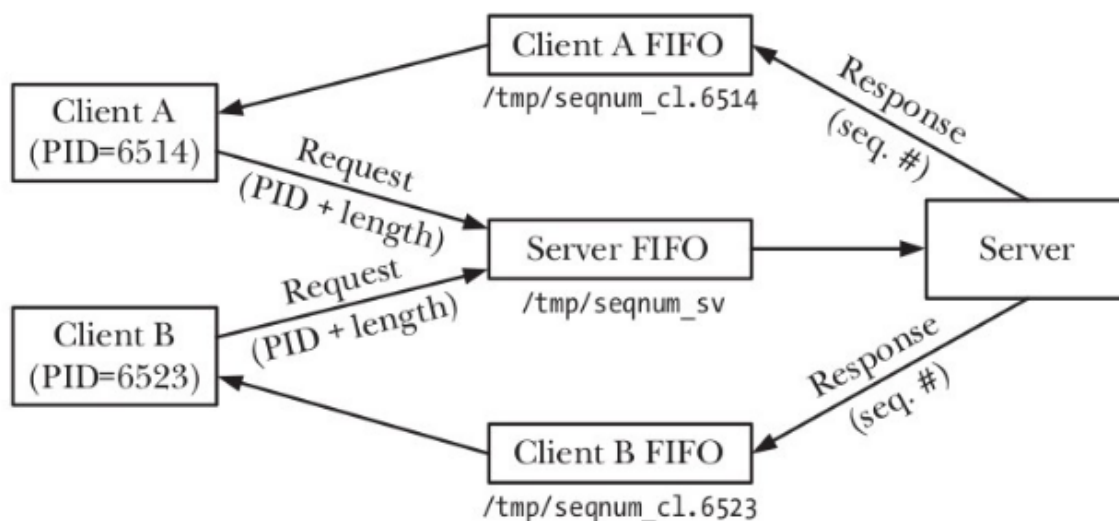 Client A FIFO
/tmp/seqnum_cl.6514
Response
(seq. #)
Client A
(PID=6514)
Request
(PID + length)
Server FIFO
/tmp/seqnum_sv
Server
Request
(PID + length)
Client B
(PID=6523)
Response
(seq. #)
Client B FIFO
/tmp/seqnum_cl.6523